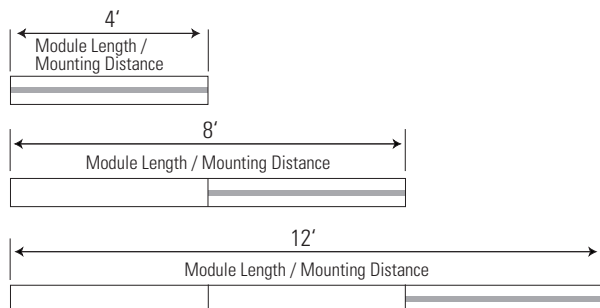 4‘
Module Length /
Mounting Distance
8‘
Module Length / Mounting Distance
12‘
Module Length / Mounting Distance